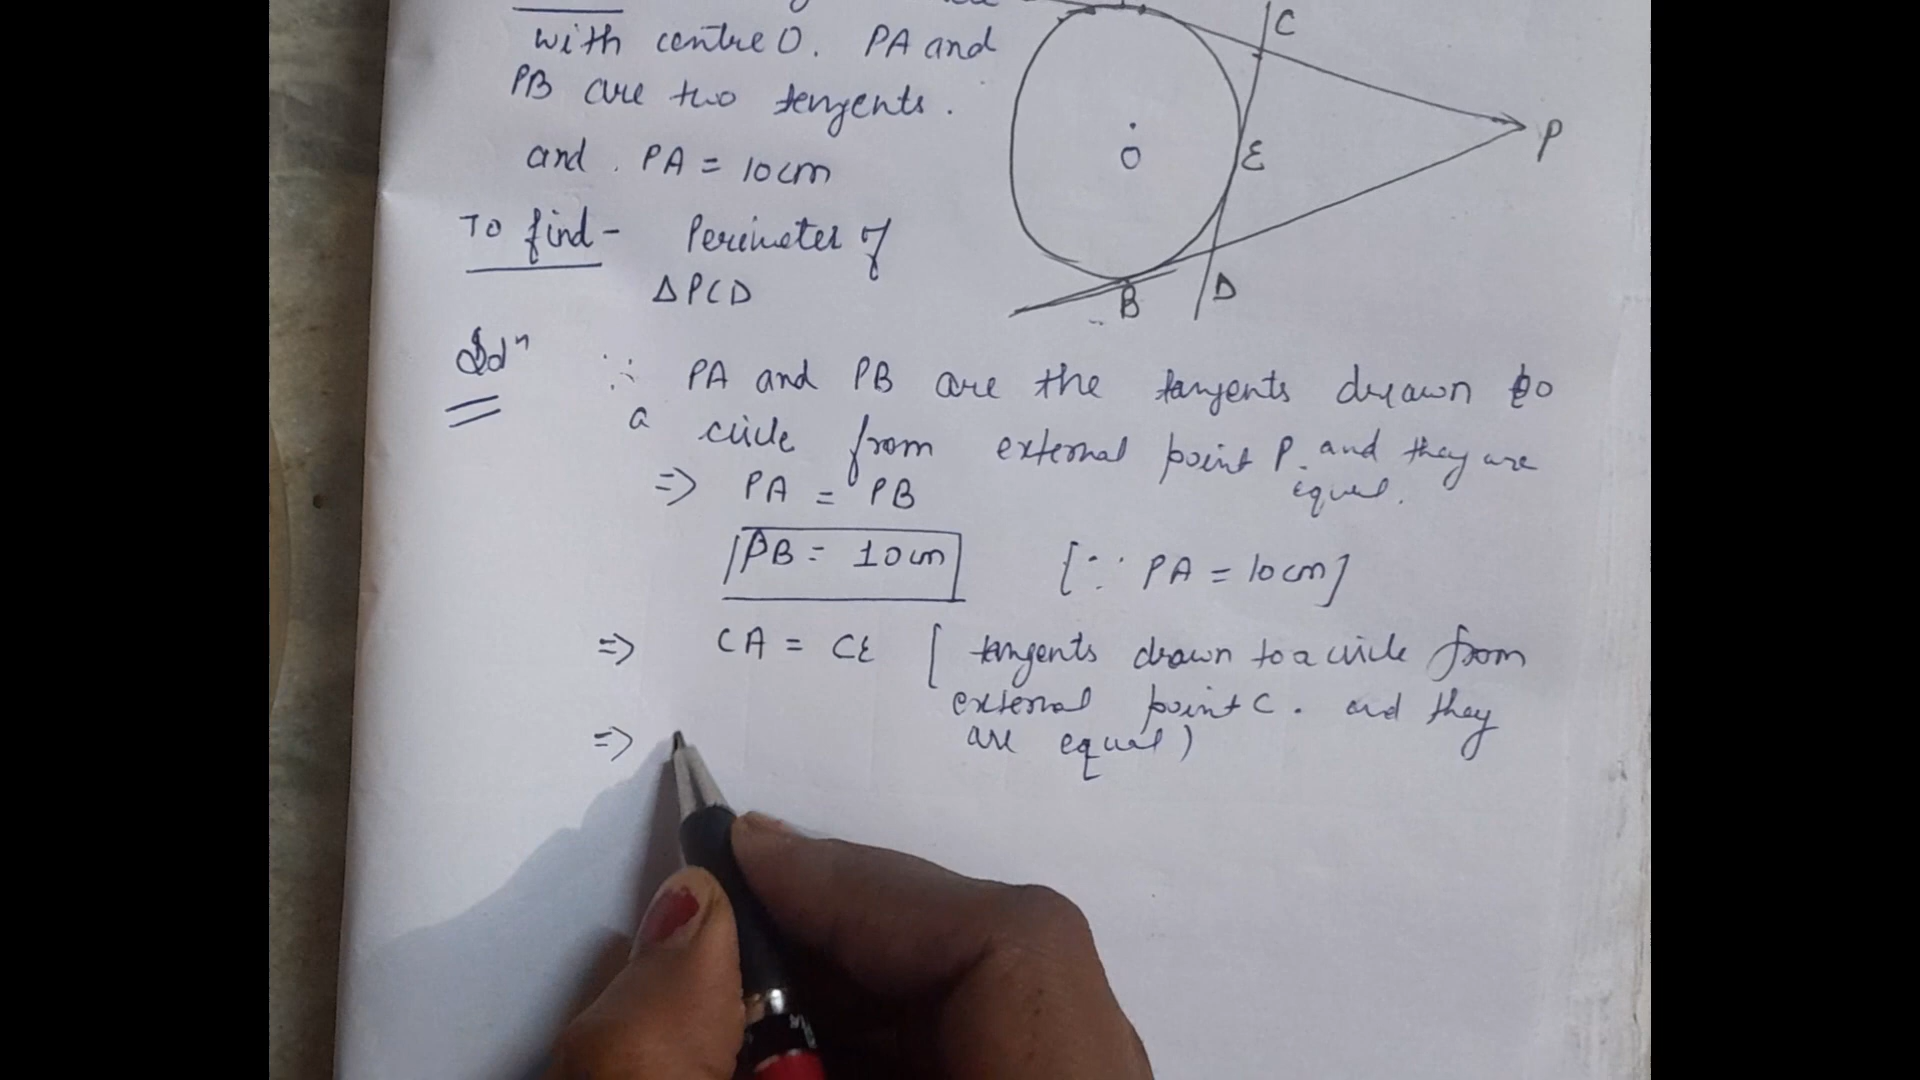 with centre O. PA and
PB are two tengents.
and. PA = 10cm
To find - Perimeter of
△PCD
C
P
O
E
B
D
Solⁿ
∵ PA and PB are the tangents drawn to
a circle from external point P. and they are
equal.
=> PA = PB
PB = 10cm [∵ PA = 10cm]
=> CA = CE [tangents drawn to a circle from
external point C. and they
=> are equal)